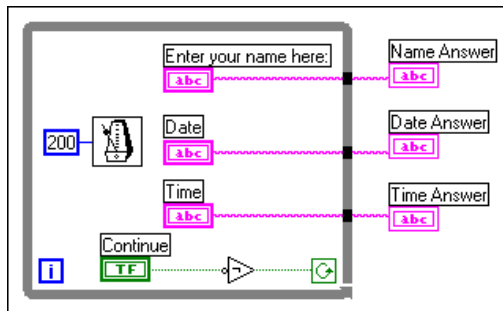 Enter your name here:
abc
Name Answer
abc
200
Date
abc
Date Answer
abc
Time
abc
Time Answer
abc
Continue
TF
i